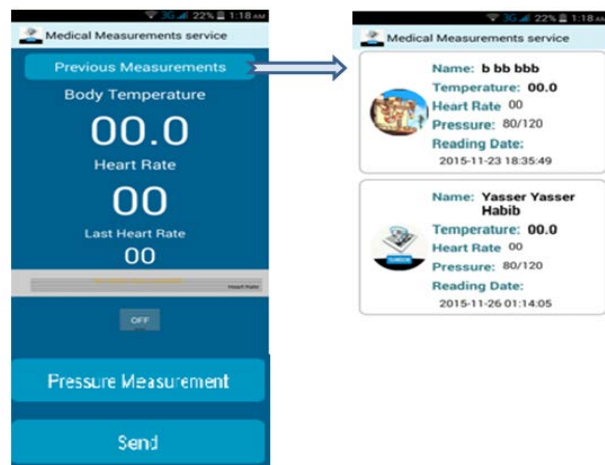 3G 22% 1:18 AM
Medical Measurements service
Previous Measurements
Body Temperature
00.0
Heart Rate
00
Last Heart Rate
00
Heart Rate
OFF
Pressure Measurement
Send
3G 22% 1:18 AM
Medical Measurements service
Name: b bb bbb
Temperature: 00.0
Heart Rate 00
Pressure: 80/120
Reading Date:
2015-11-23 18:35:49
Name: Yasser Yasser
Habib
Temperature: 00.0
Heart Rate 00
Pressure: 80/120
Reading Date:
2015-11-26 01:14:05